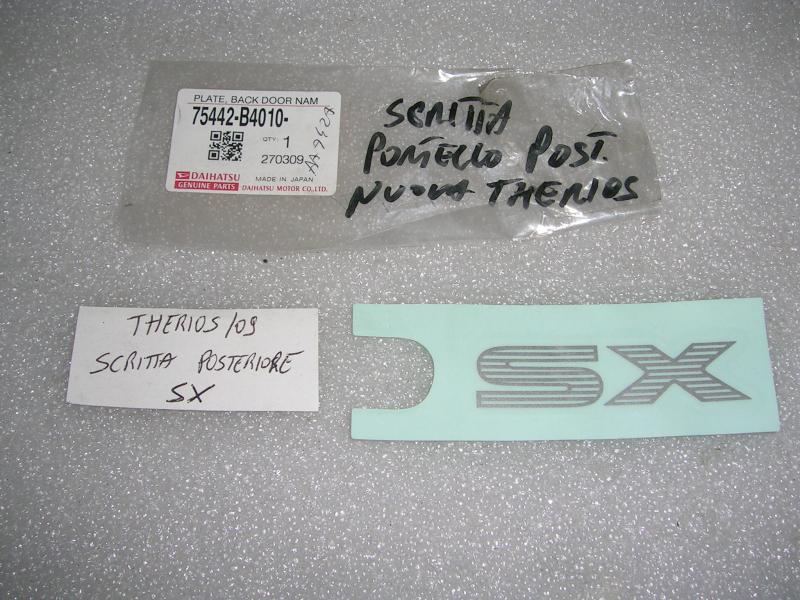 PLATE, BACK DOOR NAM
75442-B4010-
QTY: 1
270309
MADE IN JAPAN
DAIHATSU
GENUINE PARTS DAIHATSU MOTOR CO.,LTD.
SCRITTA
PORTELLO POST.
NUOVA THERIOS
THERIOS/09
SCRITTA POSTERIORE
SX
SX